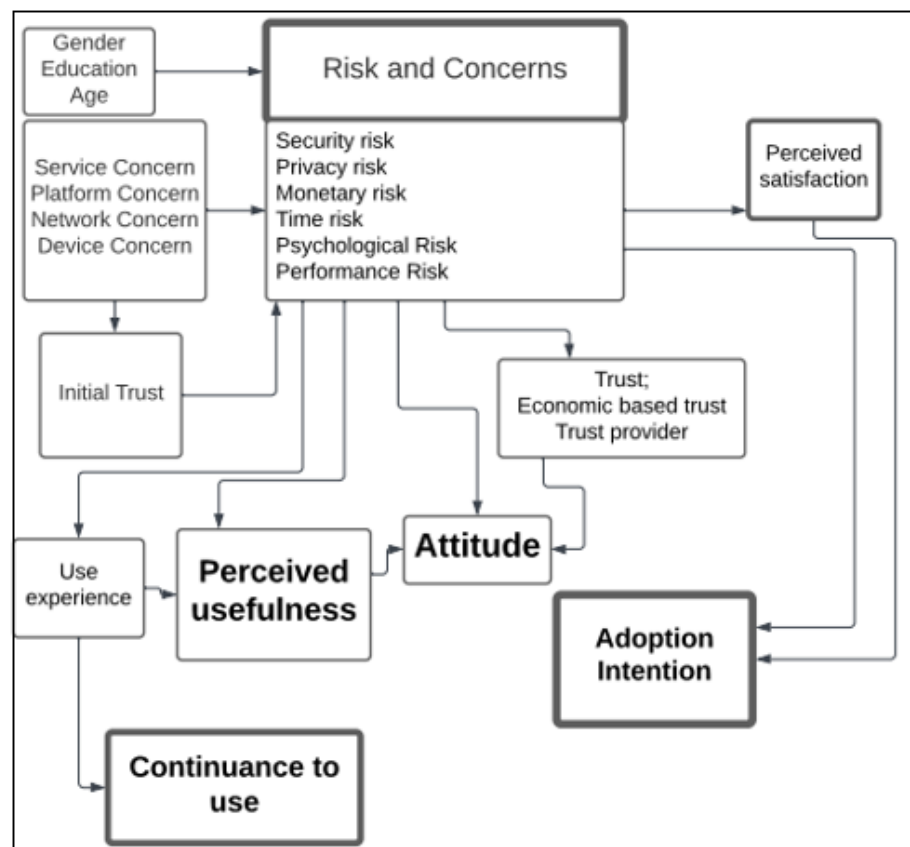 Gender
Education
Age
Risk and Concerns
Service Concern
Platform Concern
Network Concern
Device Concern
Security risk
Privacy risk
Monetary risk
Time risk
Psychological Risk
Performance Risk
Perceived
satisfaction
Initial Trust
Trust;
Economic based trust
Trust provider
Use
experience
Perceived
usefulness
Attitude
Adoption
Intention
Continuance to
use